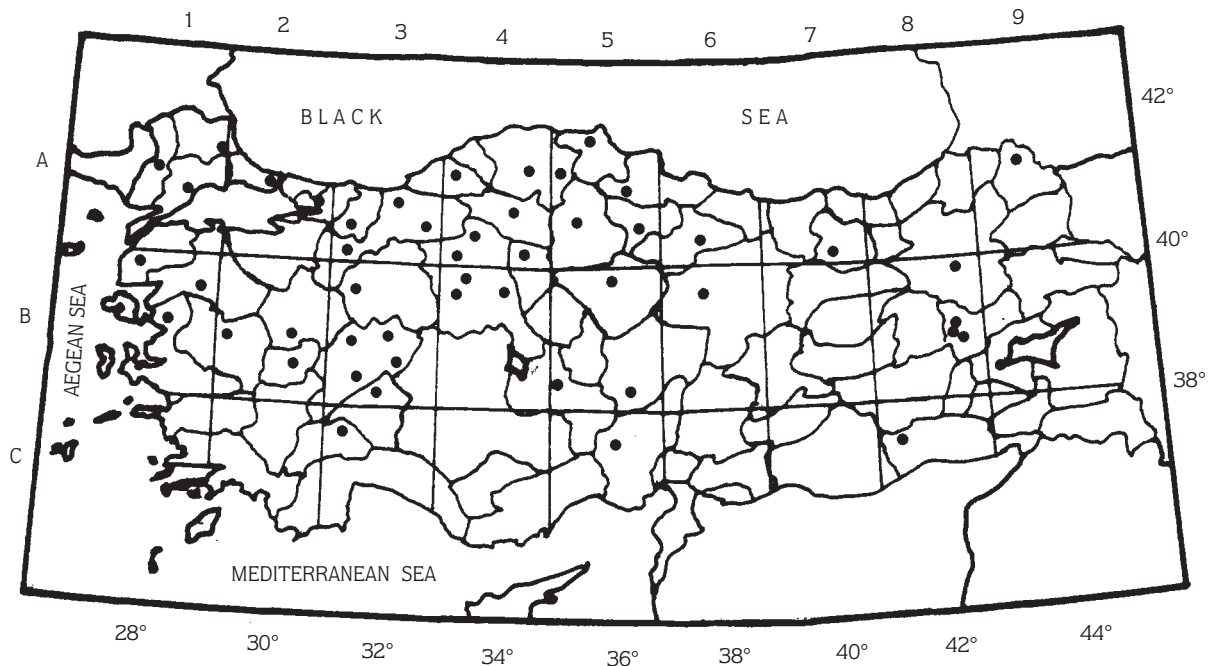 1 2 3 4 5 6 7 8 9
BLACK SEA
42°
A
40°
B
AEGEAN SEA
38°
C
MEDITERRANEAN SEA
28° 30° 32° 34° 36° 38° 40° 42° 44°